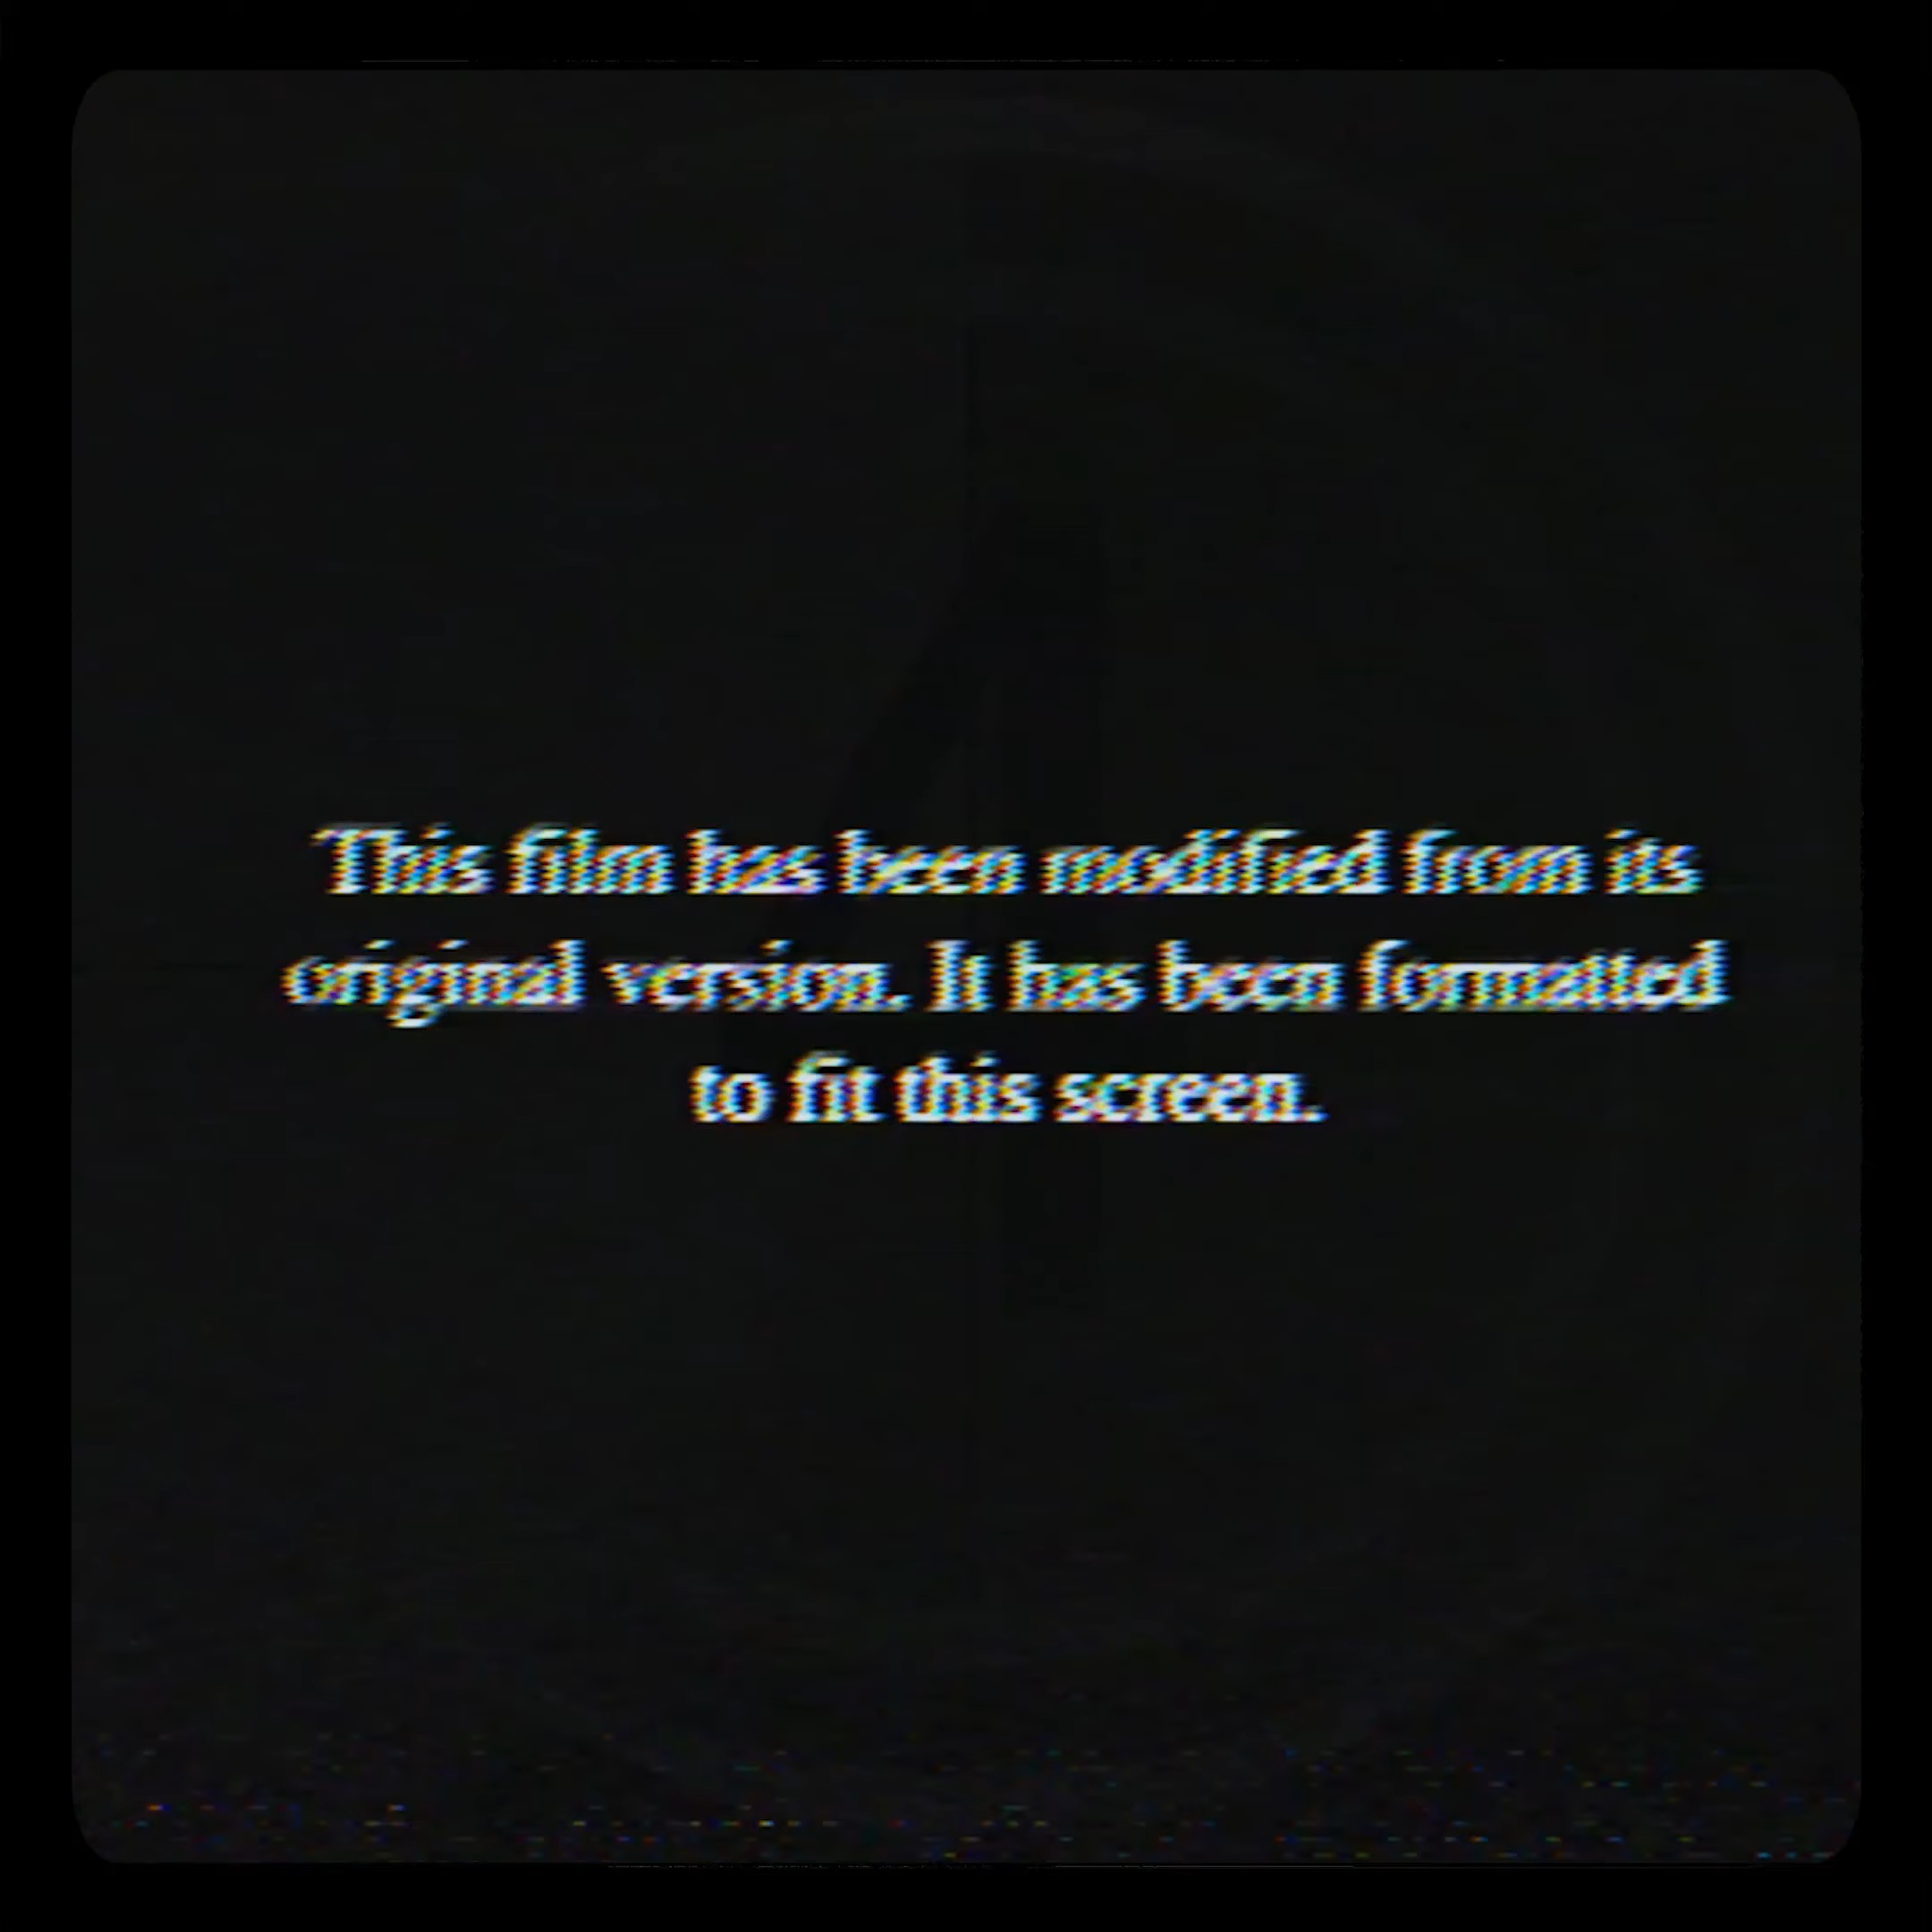 This film has been modified from its
original version. It has been formatted
to fit this screen.